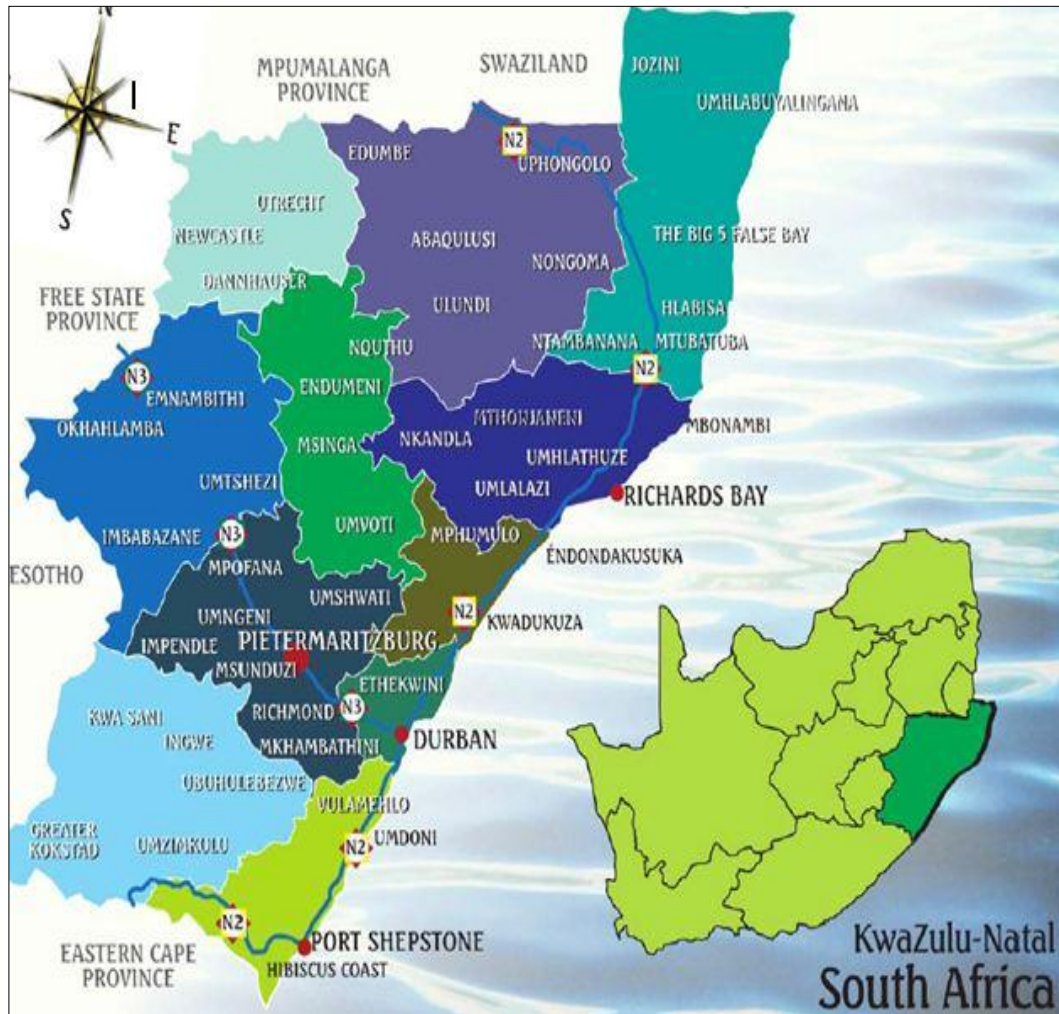 N
E
S
MPUMALANGA
PROVINCE
SWAZILAND
JOZINI
UMHLABUYALINGANA
N2
EDUMBE
UPHONGOLO
UTRECHT
NEWCASTLE
ABAQULUSI
THE BIG 5 FALSE BAY
NONGOMA
DANNHAUSER
FREE STATE
PROVINCE
ULUNDI
HLABISA
NTAMBANANA
MTUBATUBA
NQUTHU
N2
N3
ENDUMENI
EMNAMBITHI
OKHAHLAMBA
MTHONJANENI
MBONAMBI
NKANDLA
MSINGA
UMHLATHUZE
UMTSHEZI
UMLALAZI
RICHARDS BAY
UMVOTI
MPHUMULO
IMBABAZANE
N3
ENDONDAKUSUKA
ESOTHO
MPOFANA
UMSHWATI
N2
KWADUKUZA
UMNGENI
IMPENDLE
PIETERMARITZBURG
MSUNDUZI
ETHEKWINI
RICHMOND
N3
KWA SANI
INGWE
MKHAMBATHINI
DURBAN
UBUHOLEBEZWE
VULAMEHLO
GREATER
KOKSTAD
UMZIMKULU
N2
UMDONI
N2
PORT SHEPSTONE
EASTERN CAPE
PROVINCE
HIBISCUS COAST
KwaZulu-Natal
South Africa